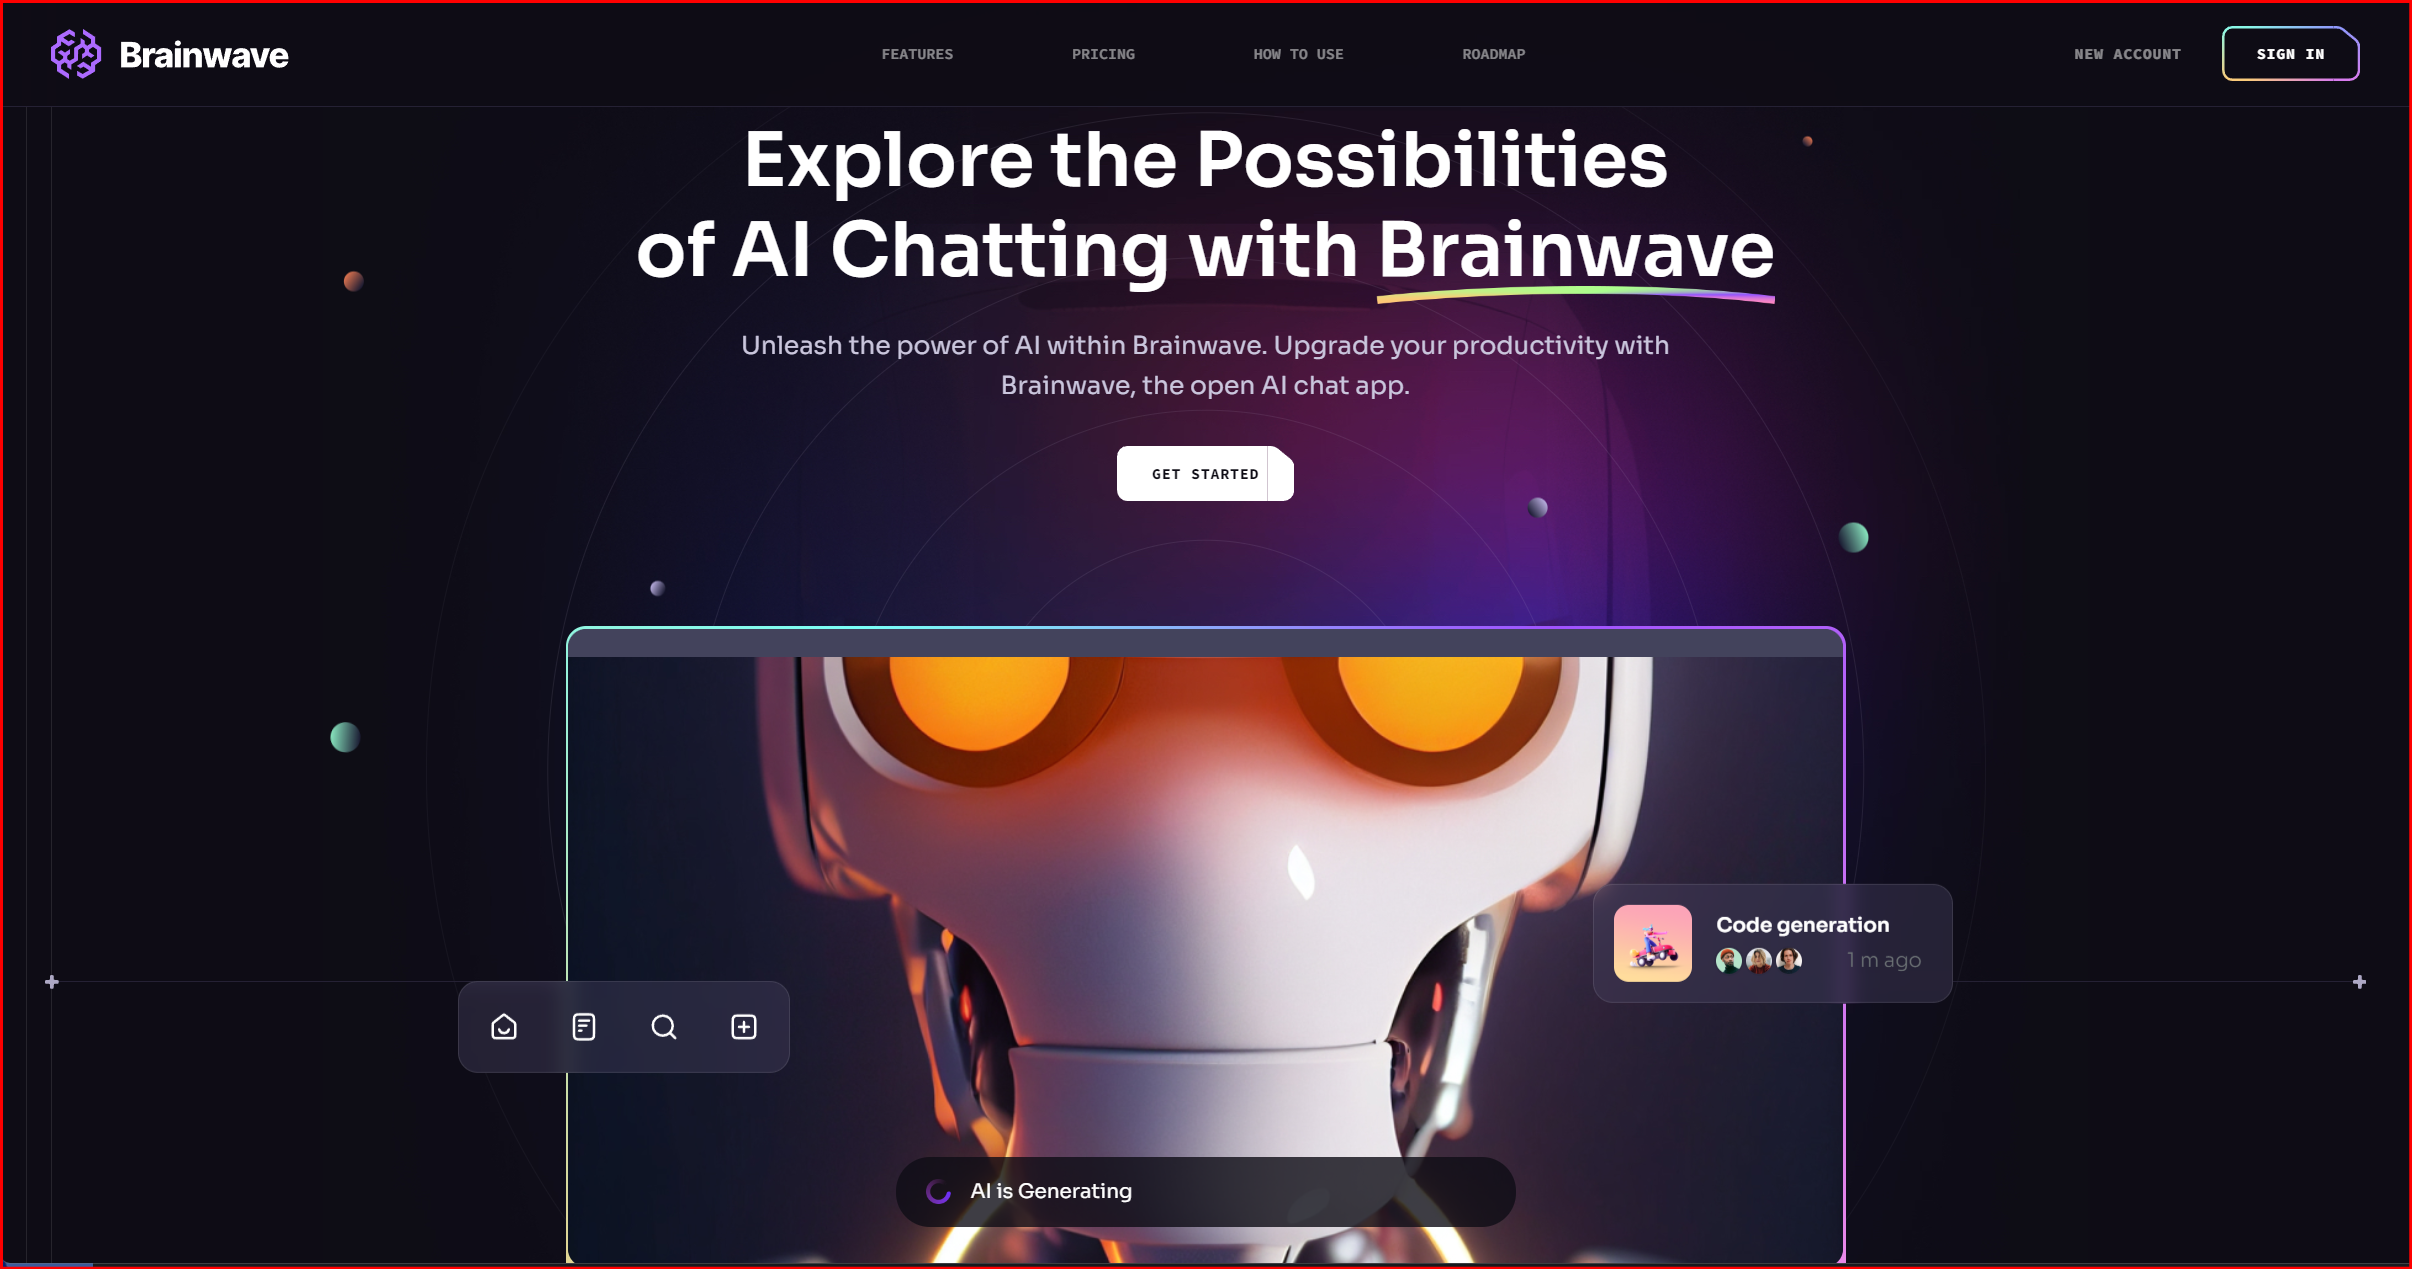 Brainwave
FEATURES
PRICING
HOW TO USE
ROADMAP
NEW ACCOUNT
SIGN IN
Explore the Possibilities
of AI Chatting with Brainwave
Unleash the power of AI within Brainwave. Upgrade your productivity with
Brainwave, the open AI chat app.
GET STARTED
Code generation
1 m ago
AI is Generating